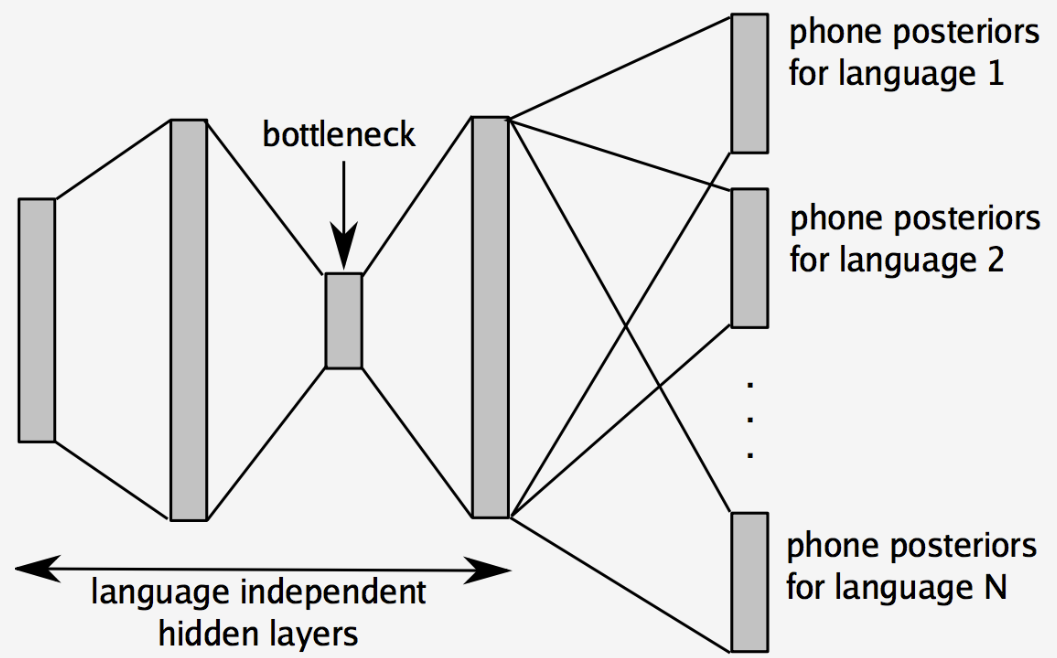 phone posteriors
for language 1
bottleneck
phone posteriors
for language 2
.
.
.
phone posteriors
for language N
language independent
hidden layers